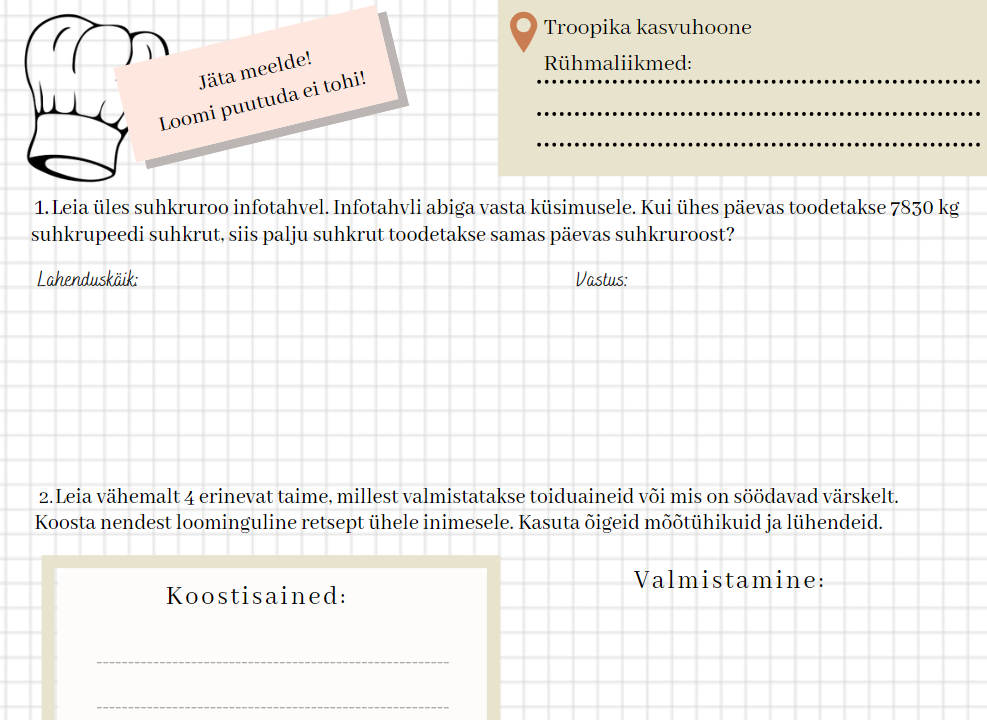 Jäta meelde!
Loomi puutuda ei tohi!
Troopika kasvuhoone
Rühmaliikmed:
1. Leia üles suhkruroo infotahvel. Infotahvli abiga vasta küsimusele. Kui ühes päevas toodetakse 7830 kg
suhkrupeedi suhkrut, siis palju suhkrut toodetakse samas päevas suhkruroost?
Lahenduskäik:
Vastus:
2. Leia vähemalt 4 erinevat taime, millest valmistatakse toiduaineid või mis on söödavad värskelt.
Koosta nendest loominguline retsept ühele inimesele. Kasuta õigeid mõõtühikuid ja lühendeid.
Koostisained:
Valmistamine: